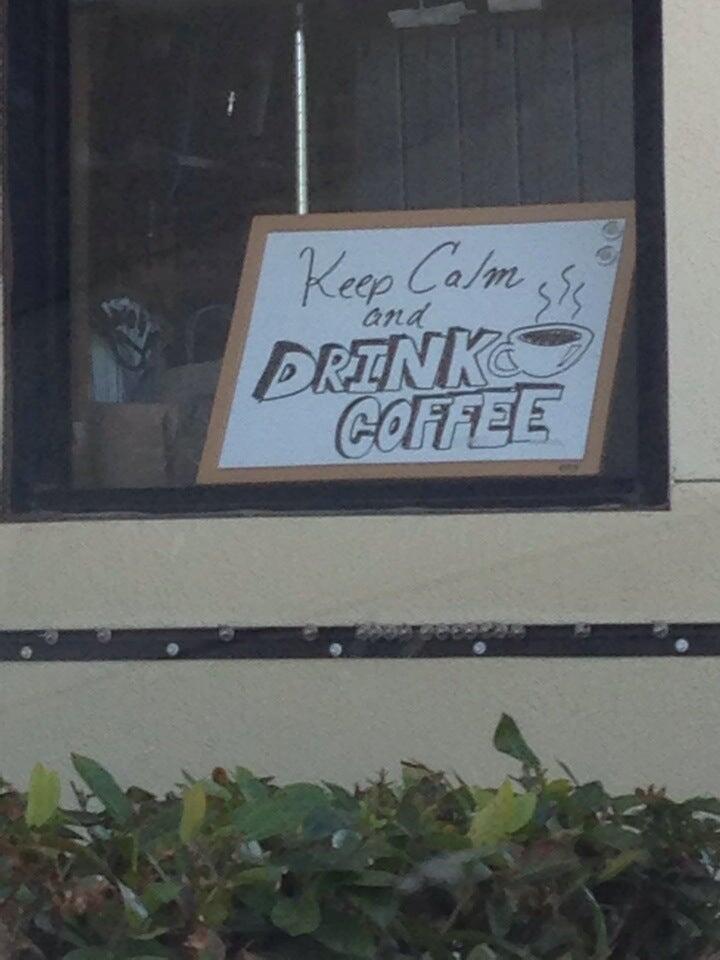 Keep Calm
and
DRINK
COFFEE